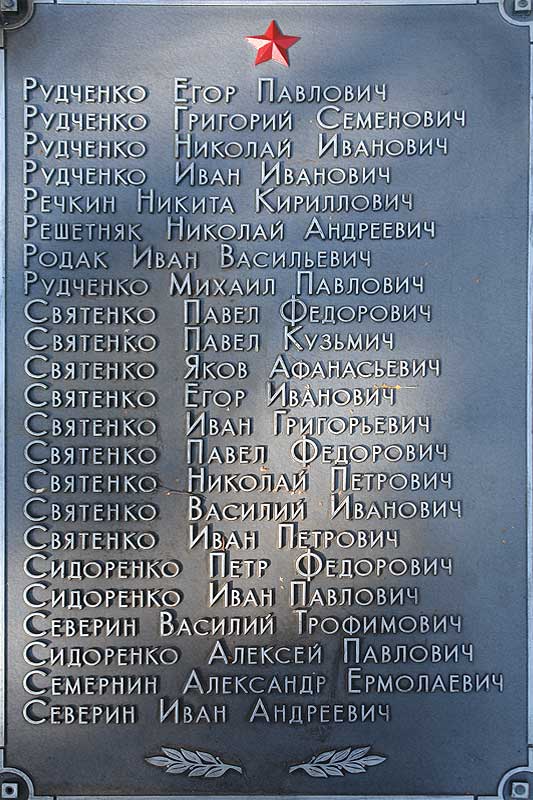 Рудченко Егор Павлович
Рудченко Григорий Семенович
Рудченко Николай Иванович
Рудченко Иван Иванович
Речкин Никита Кириллович
Решетняк Николай Андреевич
Родак Иван Васильевич
Рудченко Михаил Павлович
Святенко Павел Федорович
Святенко Павел Кузьмич
Святенко Яков Афанасьевич
Святенко Егор Иванович
Святенко Иван Григорьевич
Святенко Павел Федорович
Святенко Николай Петрович
Святенко Василий Иванович
Святенко Иван Петрович
Сидоренко Петр Федорович
Сидоренко Иван Павлович
Северин Василий Трофимович
Сидоренко Алексей Павлович
Семернин Александр Ермолаевич
Северин Иван Андреевич